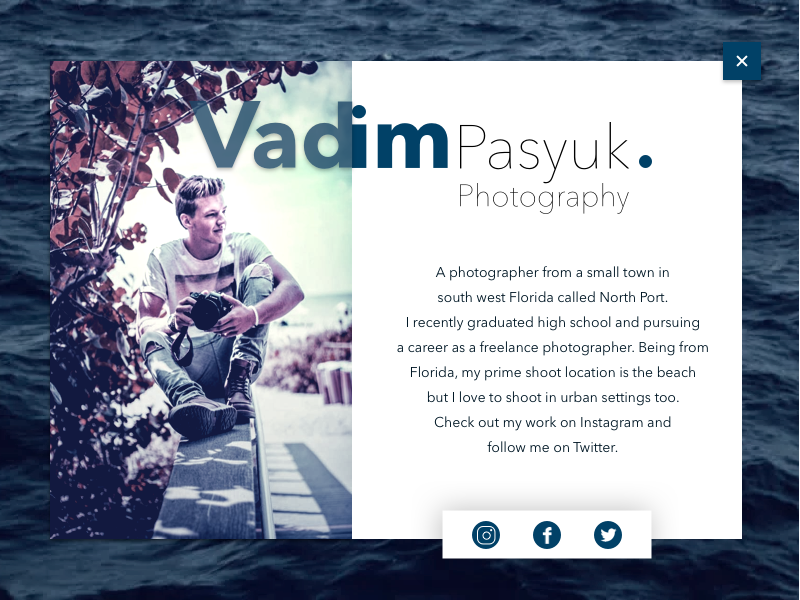 Vadim Pasyuk.
Photography
A photographer from a small town in
south west Florida called North Port.
I recently graduated high school and pursuing
a career as a freelance photographer. Being from
Florida, my prime shoot location is the beach
but I love to shoot in urban settings too.
Check out my work on Instagram and
follow me on Twitter.